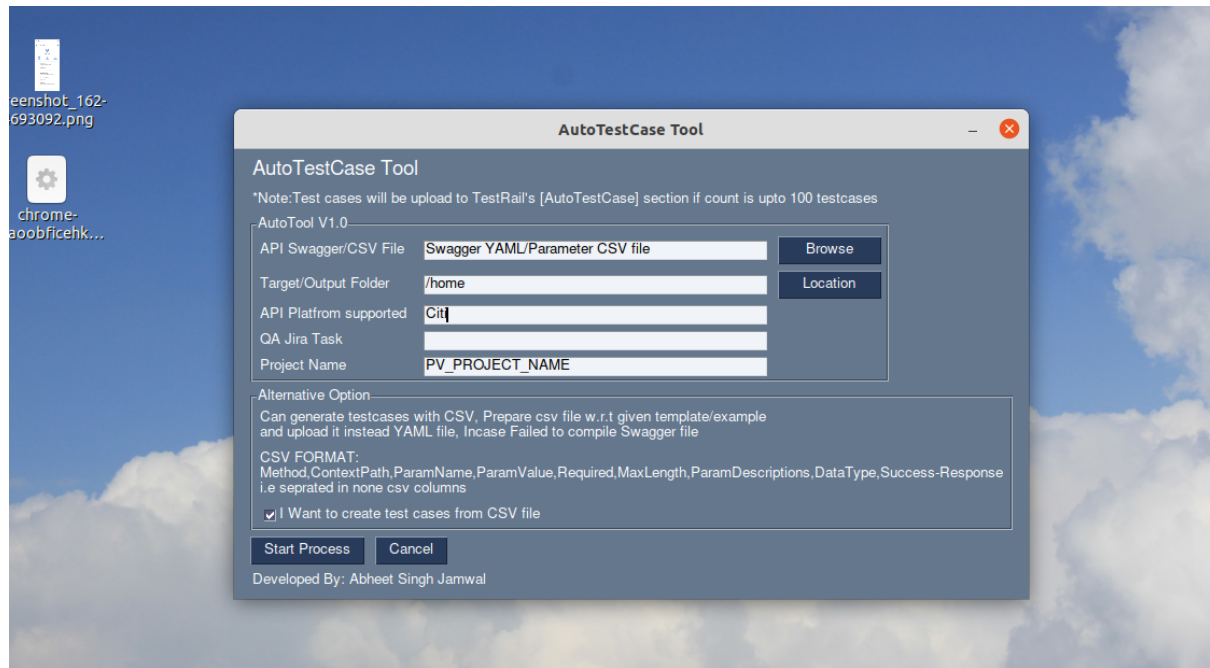 eenshot_162-
693092.png
chrome-
aoobficehk...
AutoTestCase Tool
AutoTestCase Tool
*Note:Test cases will be upload to TestRail's [AutoTestCase] section if count is upto 100 testcases
AutoTool V1.0
API Swagger/CSV File Swagger YAML/Parameter CSV file Browse
Target/Output Folder /home Location
API Platfrom supported Citi
QA Jira Task
Project Name PV_PROJECT_NAME
Alternative Option
Can generate testcases with CSV, Prepare csv file w.r.t given template/example
and upload it instead YAML file, Incase Failed to compile Swagger file
CSV FORMAT:
Method,ContextPath,ParamName,ParamValue,Required,MaxLength,ParamDescriptions,DataType,Success-Response
i.e seprated in none csv columns
I Want to create test cases from CSV file
Start Process Cancel
Developed By: Abheet Singh Jamwal